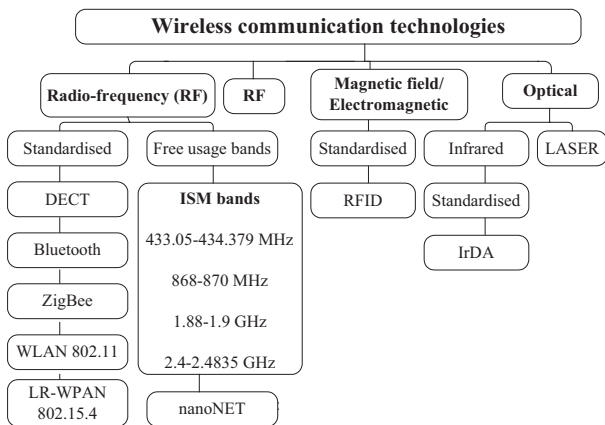 Wireless communication technologies
Radio-frequency (RF)
RF
Magnetic field/
Electromagnetic
Optical
Standardised
Free usage bands
Standardised
Infrared
LASER
DECT
ISM bands
RFID
Standardised
Bluetooth
433.05-434.379 MHz
IrDA
ZigBee
868-870 MHz
WLAN 802.11
1.88-1.9 GHz
LR-WPAN
802.15.4
2.4-2.4835 GHz
nanoNET